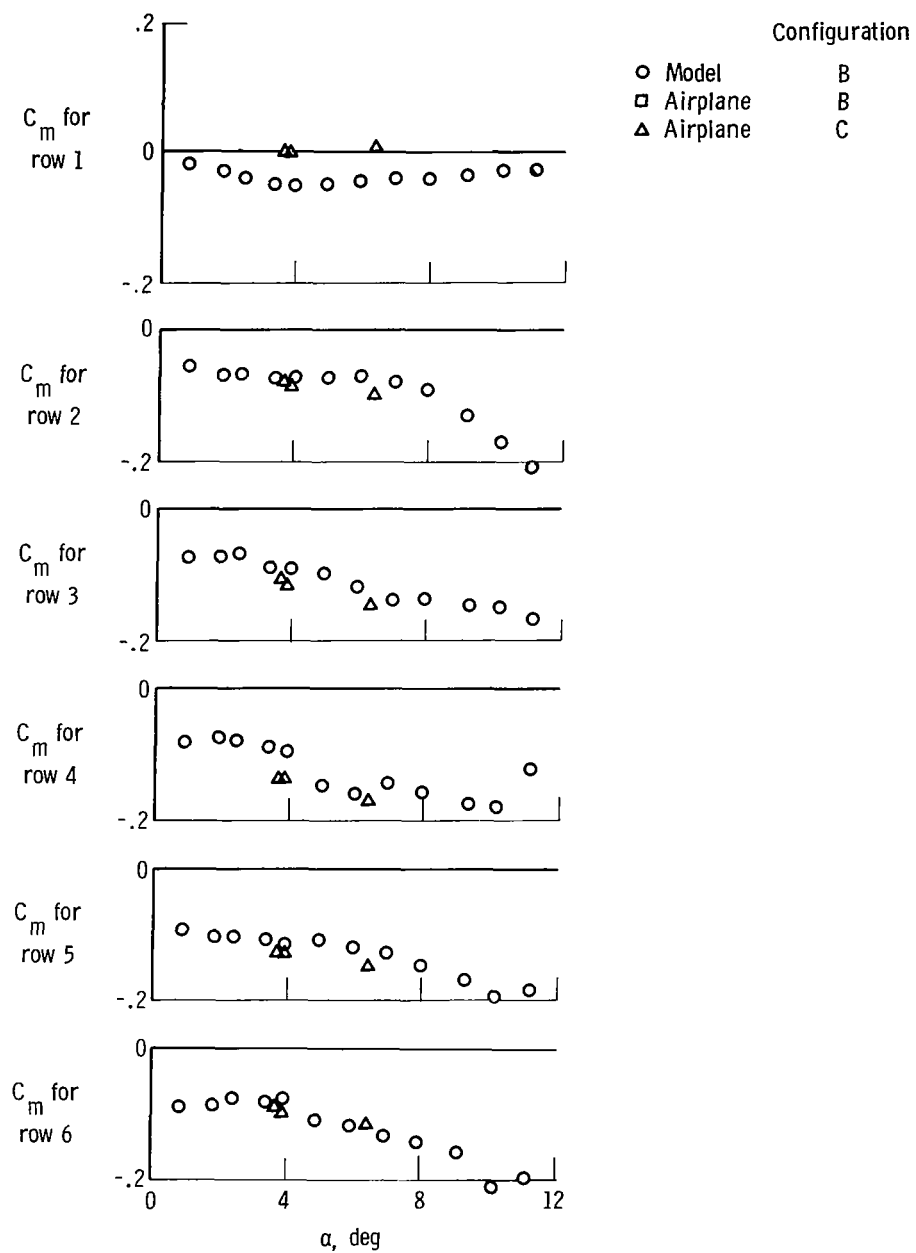 Configuration
Model B
Airplane B
Airplane C
.2
C_m for
row 1
0
-.2
0
C_m for
row 2
-.2
0
C_m for
row 3
-.2
0
C_m for
row 4
-.2
0
C_m for
row 5
-.2
0
C_m for
row 6
-.2
0 4 8 12
α, deg